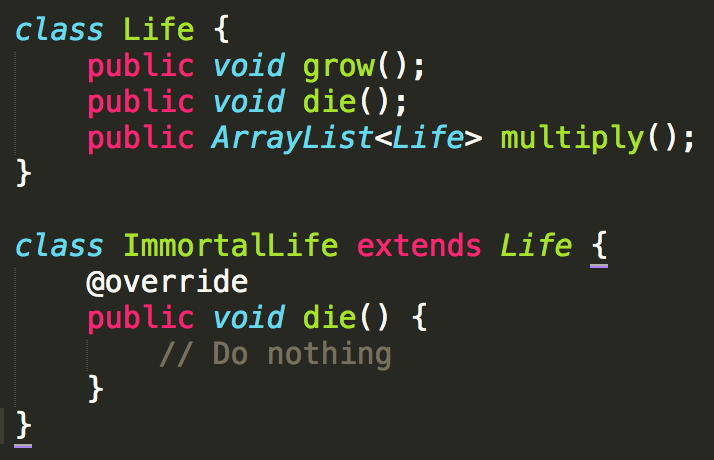 class Life {
    public void grow();
    public void die();
    public ArrayList<Life> multiply();
}

class ImmortalLife extends Life {
    @override
    public void die() {
        // Do nothing
    }
}